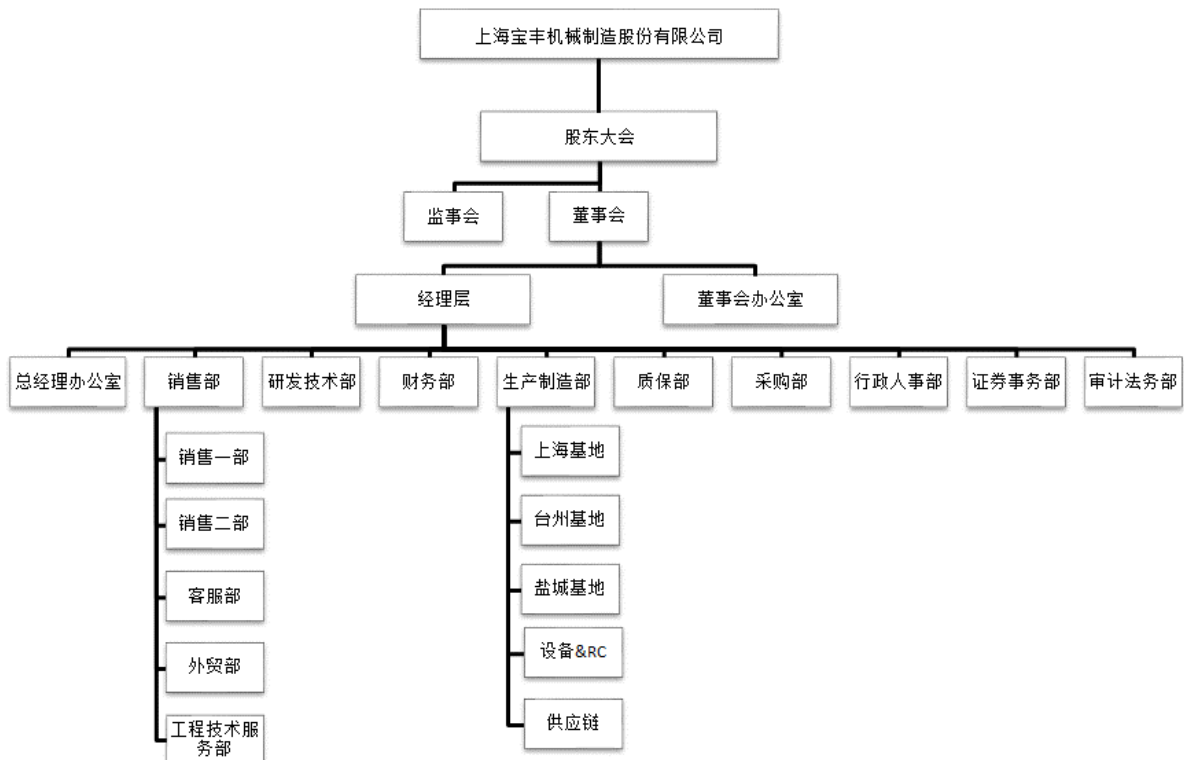 上海宝丰机械制造股份有限公司
股东大会
监事会
董事会
经理层
董事会办公室
总经理办公室
销售部
研发技术部
财务部
生产制造部
质保部
采购部
行政人事部
证券事务部
审计法务部
销售一部
销售二部
客服部
外贸部
工程技术服
务部
上海基地
台州基地
盐城基地
设备&RC
供应链